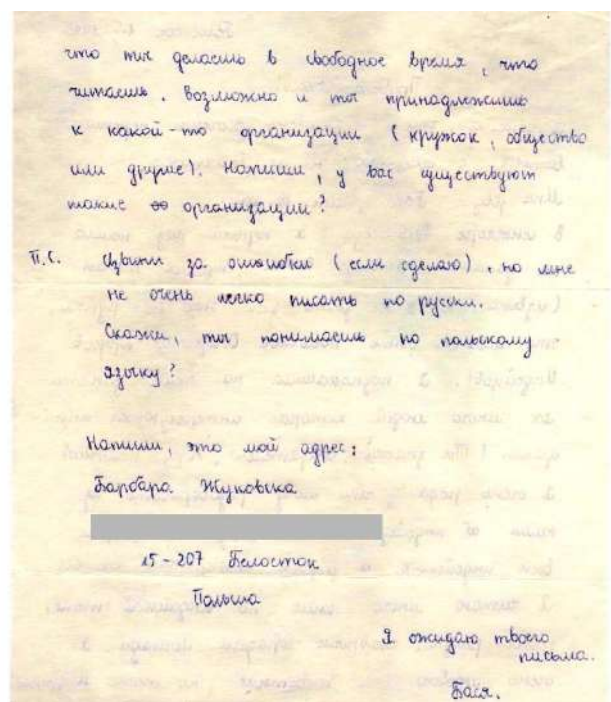 что ты делаешь в свободное время, что
читаешь. Возможно и ты принадлежишь
к какой-то организации (кружок, общество
или другие). Напиши, у вас существуют
такие организации?
П.С. Извини за ошибки (если сделаю), но мне
не очень легко писать по русски.
Скажи, ты понимаешь по польскому
языку?
Напиши, это мой адрес:
Барбара Жуковска
15-207 Белосток
Польша
Я ожидаю твоего
письма.
Бася.